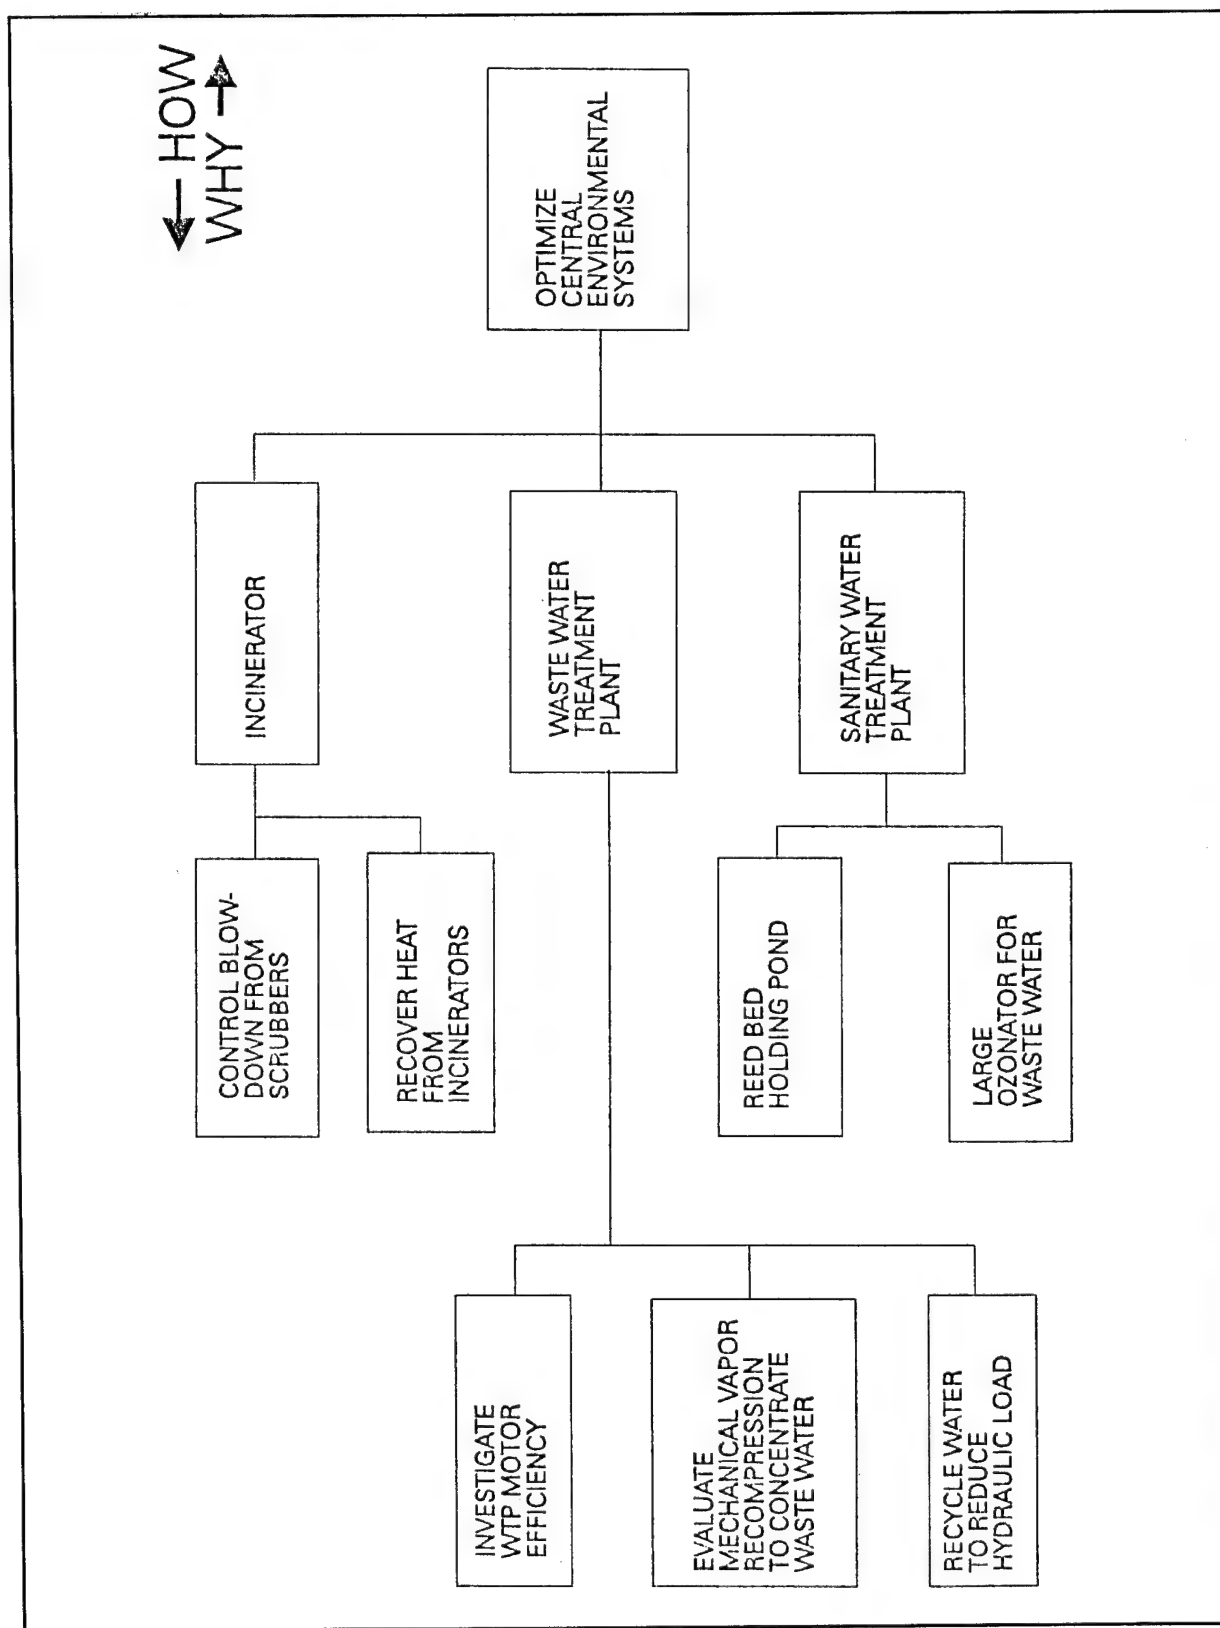 ← HOW
WHY →
OPTIMIZE
CENTRAL
ENVIRONMENTAL
SYSTEMS
INCINERATOR
CONTROL BLOW-
DOWN FROM
SCRUBBERS
RECOVER HEAT
FROM
INCINERATORS
WASTE WATER
TREATMENT
PLANT
INVESTIGATE
WTP MOTOR
EFFICIENCY
EVALUATE
MECHANICAL VAPOR
RECOMPRESSION
TO CONCENTRATE
WASTE WATER
RECYCLE WATER
TO REDUCE
HYDRAULIC LOAD
SANITARY WATER
TREATMENT
PLANT
REED BED
HOLDING POND
LARGE
OZONATOR FOR
WASTE WATER